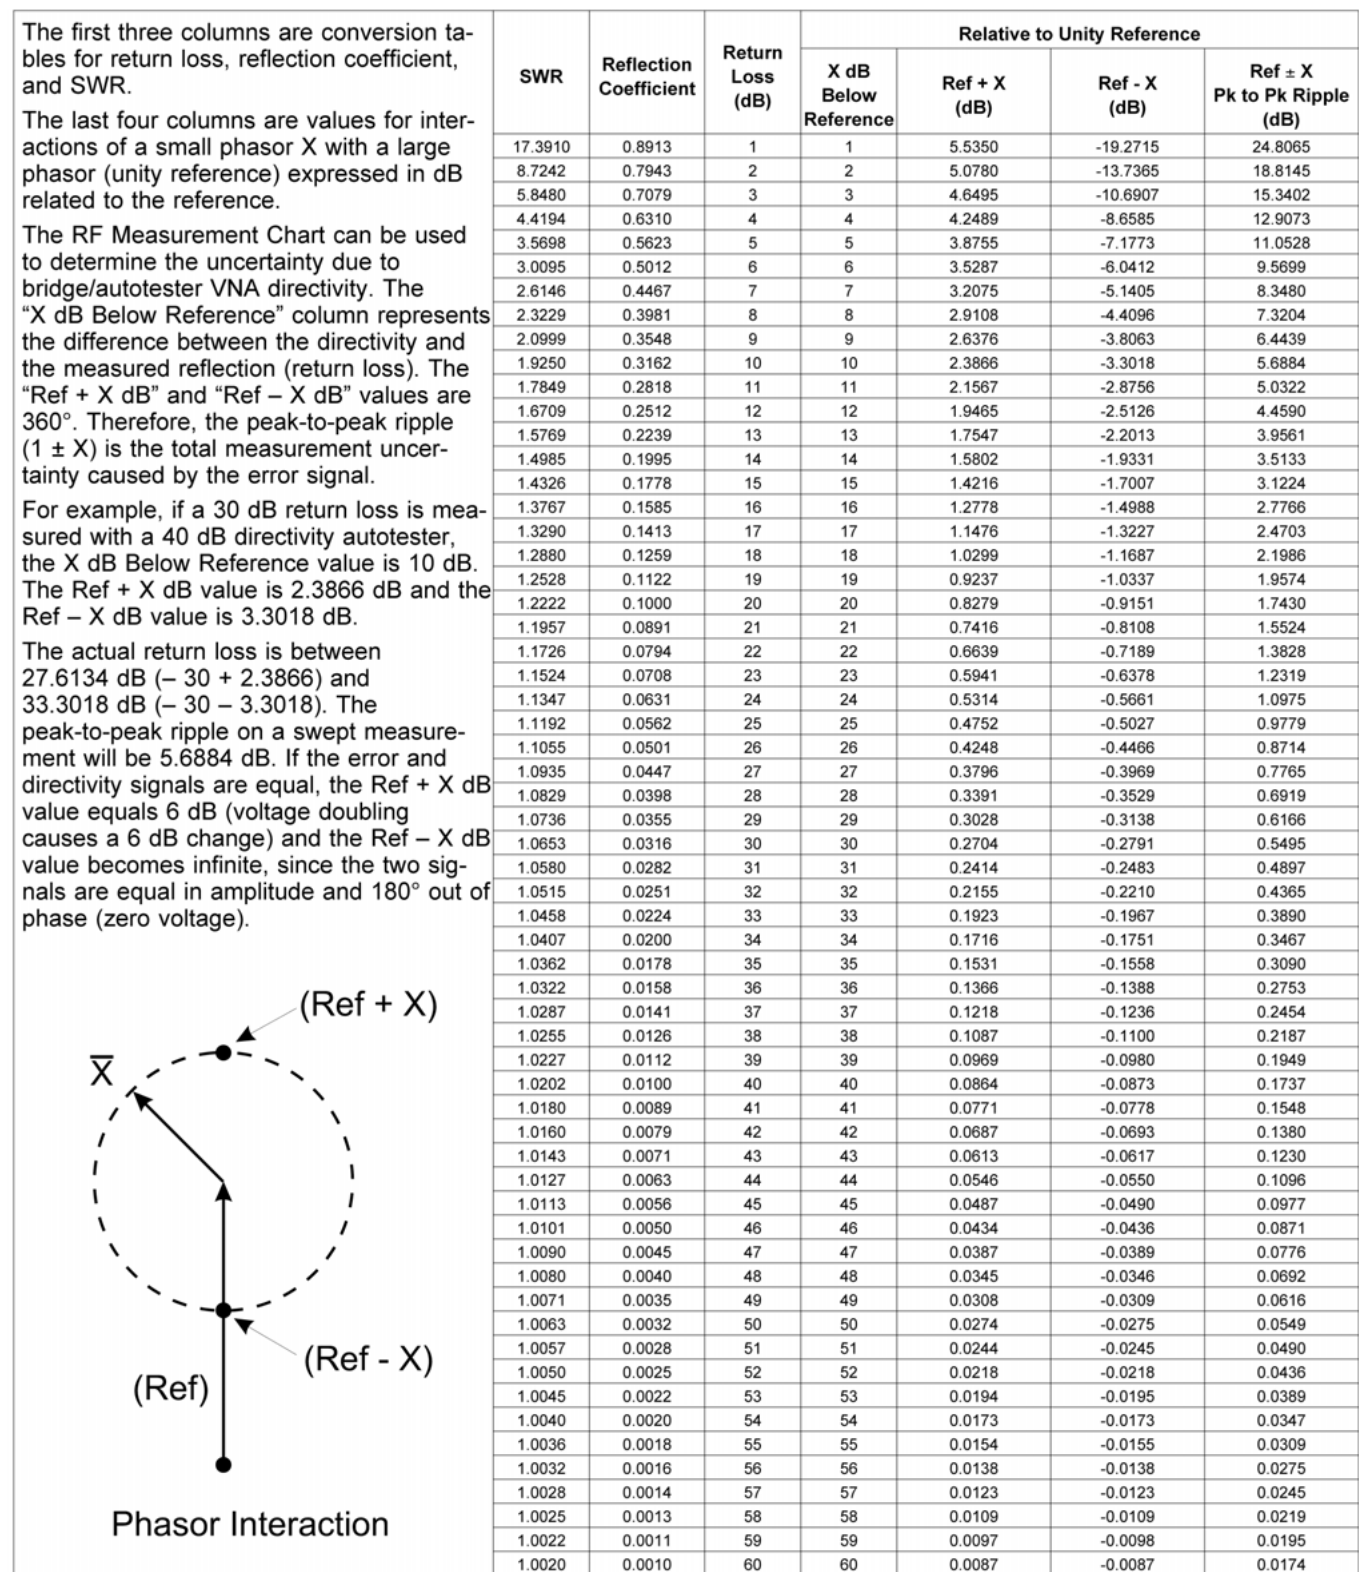 The first three columns are conversion ta-
bles for return loss, reflection coefficient,
and SWR.
The last four columns are values for inter-
actions of a small phasor X with a large
phasor (unity reference) expressed in dB
related to the reference.
The RF Measurement Chart can be used
to determine the uncertainty due to
bridge/autotester VNA directivity. The
“X dB Below Reference” column represents
the difference between the directivity and
the measured reflection (return loss). The
“Ref + X dB” and “Ref – X dB” values are
360°. Therefore, the peak-to-peak ripple
(1 ± X) is the total measurement uncer-
tainty caused by the error signal.
For example, if a 30 dB return loss is mea-
sured with a 40 dB directivity autotester,
the X dB Below Reference value is 10 dB.
The Ref + X dB value is 2.3866 dB and the
Ref – X dB value is 3.3018 dB.
The actual return loss is between
27.6134 dB (– 30 + 2.3866) and
33.3018 dB (– 30 – 3.3018). The
peak-to-peak ripple on a swept measure-
ment will be 5.6884 dB. If the error and
directivity signals are equal, the Ref + X dB
value equals 6 dB (voltage doubling
causes a 6 dB change) and the Ref – X dB
value becomes infinite, since the two sig-
nals are equal in amplitude and 180° out of
phase (zero voltage).
(Ref + X)
X̅
(Ref - X)
(Ref)
Phasor Interaction
Relative to Unity Reference
SWR Reflection Coefficient Return Loss (dB) X dB Below Reference Ref + X (dB) Ref - X (dB) Ref ± X Pk to Pk Ripple (dB)
17.3910 0.8913 1 1 5.5350 -19.2715 24.8065
8.7242 0.7943 2 2 5.0780 -13.7365 18.8145
5.8480 0.7079 3 3 4.6495 -10.6907 15.3402
4.4194 0.6310 4 4 4.2489 -8.6585 12.9073
3.5698 0.5623 5 5 3.8755 -7.1773 11.0528
3.0095 0.5012 6 6 3.5287 -6.0412 9.5699
2.6146 0.4467 7 7 3.2075 -5.1405 8.3480
2.3229 0.3981 8 8 2.9108 -4.4096 7.3204
2.0999 0.3548 9 9 2.6376 -3.8063 6.4439
1.9250 0.3162 10 10 2.3866 -3.3018 5.6884
1.7849 0.2818 11 11 2.1567 -2.8756 5.0322
1.6709 0.2512 12 12 1.9465 -2.5126 4.4590
1.5769 0.2239 13 13 1.7547 -2.2013 3.9561
1.4985 0.1995 14 14 1.5802 -1.9331 3.5133
1.4326 0.1778 15 15 1.4216 -1.7007 3.1224
1.3767 0.1585 16 16 1.2778 -1.4988 2.7766
1.3290 0.1413 17 17 1.1476 -1.3227 2.4703
1.2880 0.1259 18 18 1.0299 -1.1687 2.1986
1.2528 0.1122 19 19 0.9237 -1.0337 1.9574
1.2222 0.1000 20 20 0.8279 -0.9151 1.7430
1.1957 0.0891 21 21 0.7416 -0.8108 1.5524
1.1726 0.0794 22 22 0.6639 -0.7189 1.3828
1.1524 0.0708 23 23 0.5941 -0.6378 1.2319
1.1347 0.0631 24 24 0.5314 -0.5661 1.0975
1.1192 0.0562 25 25 0.4752 -0.5027 0.9779
1.1055 0.0501 26 26 0.4248 -0.4466 0.8714
1.0935 0.0447 27 27 0.3796 -0.3969 0.7765
1.0829 0.0398 28 28 0.3391 -0.3529 0.6919
1.0736 0.0355 29 29 0.3028 -0.3138 0.6166
1.0653 0.0316 30 30 0.2704 -0.2791 0.5495
1.0580 0.0282 31 31 0.2414 -0.2483 0.4897
1.0515 0.0251 32 32 0.2155 -0.2210 0.4365
1.0458 0.0224 33 33 0.1923 -0.1967 0.3890
1.0407 0.0200 34 34 0.1716 -0.1751 0.3467
1.0362 0.0178 35 35 0.1531 -0.1558 0.3090
1.0322 0.0158 36 36 0.1366 -0.1388 0.2753
1.0287 0.0141 37 37 0.1218 -0.1236 0.2454
1.0255 0.0126 38 38 0.1087 -0.1100 0.2187
1.0227 0.0112 39 39 0.0969 -0.0980 0.1949
1.0202 0.0100 40 40 0.0864 -0.0873 0.1737
1.0180 0.0089 41 41 0.0771 -0.0778 0.1548
1.0160 0.0079 42 42 0.0687 -0.0693 0.1380
1.0143 0.0071 43 43 0.0613 -0.0617 0.1230
1.0127 0.0063 44 44 0.0546 -0.0550 0.1096
1.0113 0.0056 45 45 0.0487 -0.0490 0.0977
1.0101 0.0050 46 46 0.0434 -0.0436 0.0871
1.0090 0.0045 47 47 0.0387 -0.0389 0.0776
1.0080 0.0040 48 48 0.0345 -0.0346 0.0692
1.0071 0.0035 49 49 0.0308 -0.0309 0.0616
1.0063 0.0032 50 50 0.0274 -0.0275 0.0549
1.0057 0.0028 51 51 0.0244 -0.0245 0.0490
1.0050 0.0025 52 52 0.0218 -0.0218 0.0436
1.0045 0.0022 53 53 0.0194 -0.0195 0.0389
1.0040 0.0020 54 54 0.0173 -0.0173 0.0347
1.0036 0.0018 55 55 0.0154 -0.0155 0.0309
1.0032 0.0016 56 56 0.0138 -0.0138 0.0275
1.0028 0.0014 57 57 0.0123 -0.0123 0.0245
1.0025 0.0013 58 58 0.0109 -0.0109 0.0219
1.0022 0.0011 59 59 0.0097 -0.0098 0.0195
1.0020 0.0010 60 60 0.0087 -0.0087 0.0174